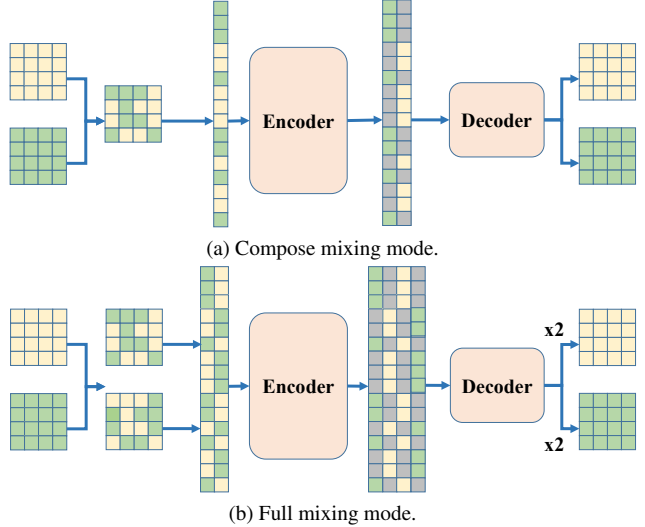 Encoder
Decoder
(a) Compose mixing mode.
x2
Encoder
Decoder
x2
(b) Full mixing mode.